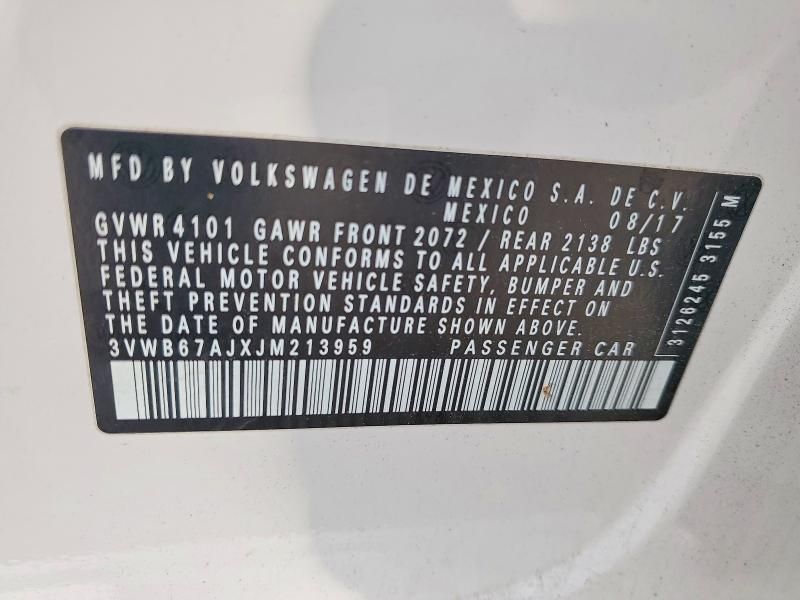 MFD BY VOLKSWAGEN DE MEXICO S.A. DE C.V.
MEXICO 08/17
GVWR 4101 GAWR FRONT 2072 / REAR 2138 LBS
THIS VEHICLE CONFORMS TO ALL APPLICABLE U.S.
FEDERAL MOTOR VEHICLE SAFETY, BUMPER AND
THEFT PREVENTION STANDARDS IN EFFECT ON
THE DATE OF MANUFACTURE SHOWN ABOVE.
3VWB67AJXJM213959 PASSENGER CAR
3126245 3155 M